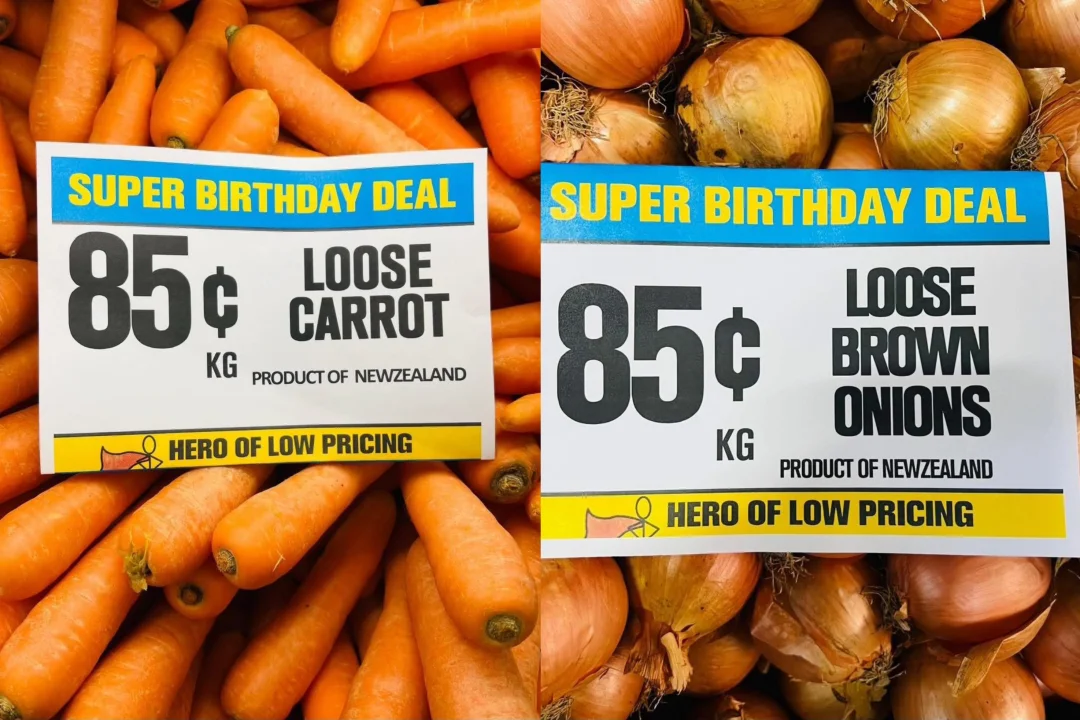 SUPER BIRTHDAY DEAL
85¢
KG
LOOSE
CARROT
PRODUCT OF NEWZEALAND
HERO OF LOW PRICING
SUPER BIRTHDAY DEAL
85¢
KG
LOOSE
BROWN
ONIONS
PRODUCT OF NEWZEALAND
HERO OF LOW PRICING